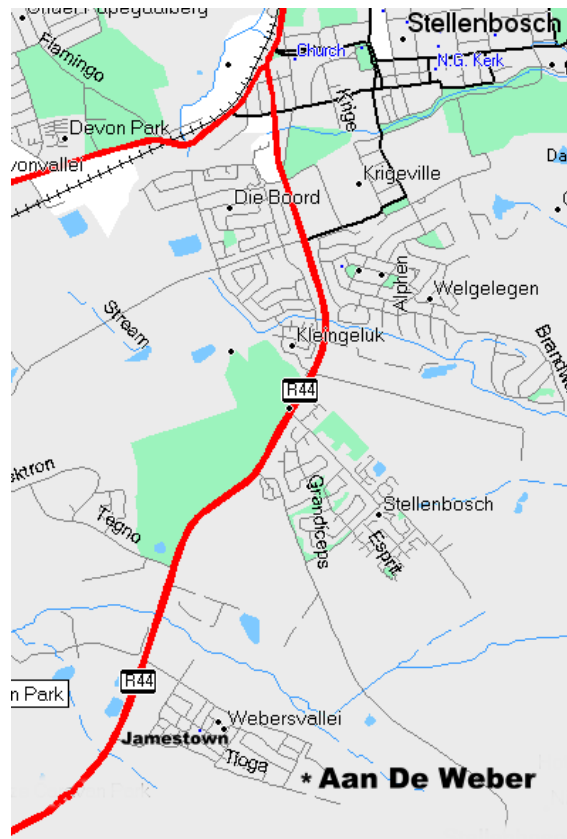 Stellenbosch
Flamingo
Church
N.G. Kerk
Krige
Devon Park
Krigeville
Die Boord
Alphen
Welgelegen
Stream
Kleingeluk
R44
Grandiceps
Stellenbosch
Tegno
Esprit
R44
n Park
Webersvallei
Jamestown
Tioga
* Aan De Weber